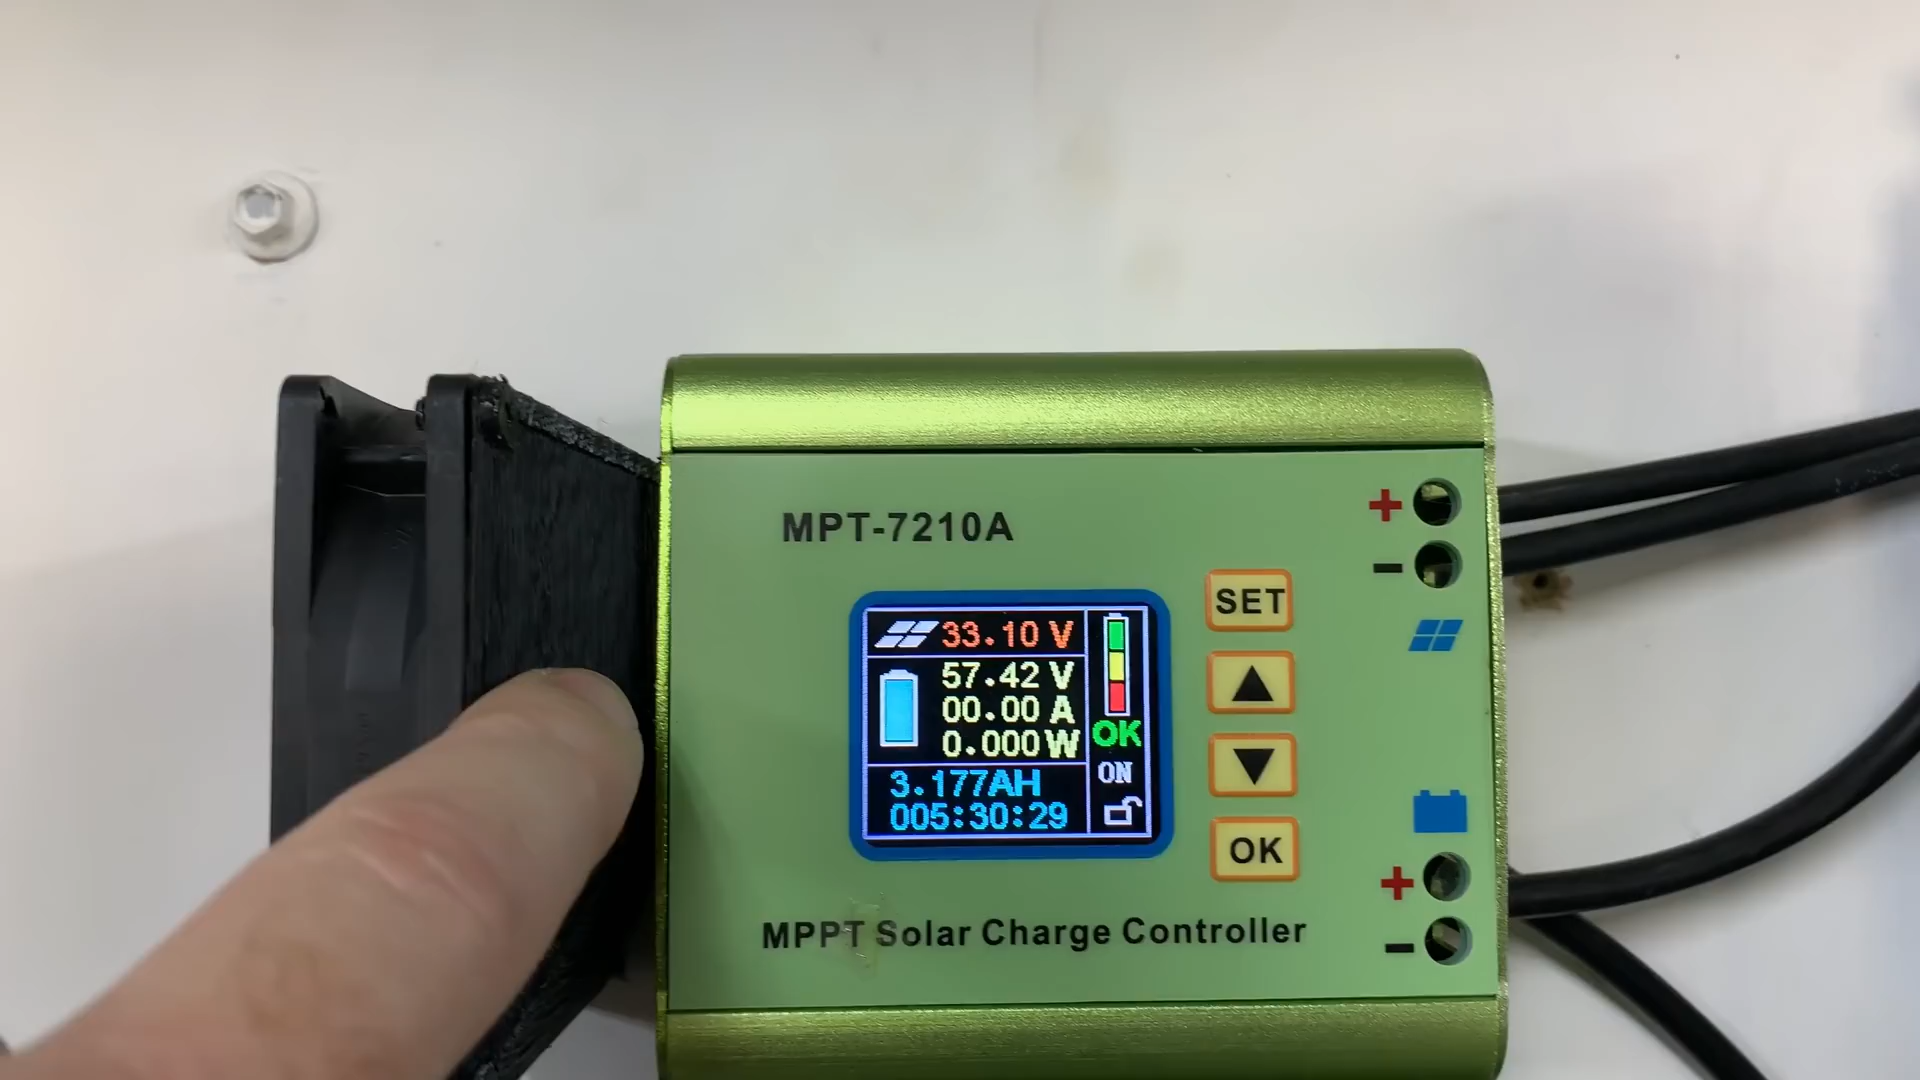 MPT-7210A
33.10 V
57.42 V
00.00 A
0.000 W
3.177AH
005:30:29
OK
ON
SET
▲
▼
OK
+
-
+
-
MPPT Solar Charge Controller